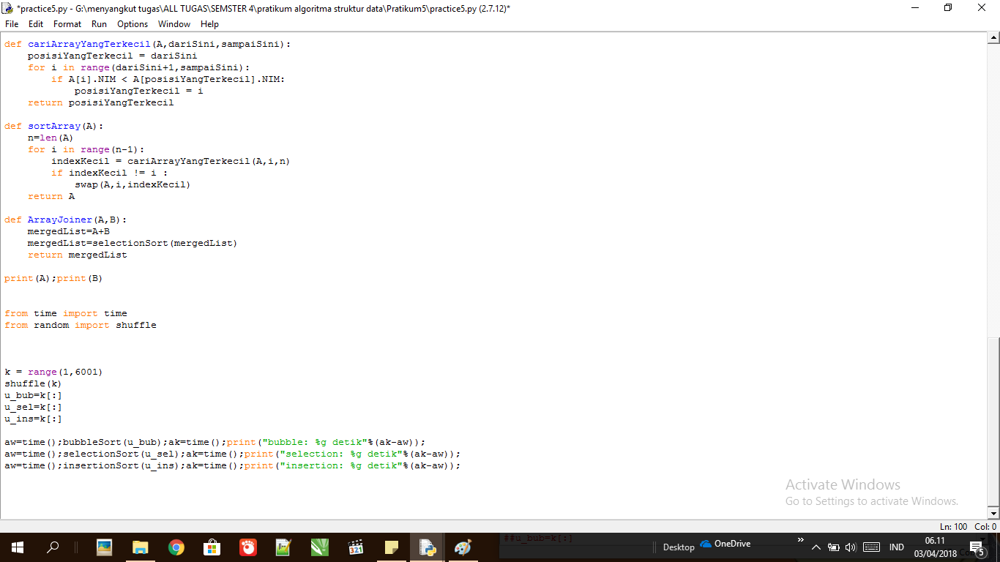 *practice5.py - G:\menyangkut tugas\ALL TUGAS\SEMSTER 4\pratikum algoritma struktur data\Pratikum5\practice5.py (2.7.12)*
File Edit Format Run Options Window Help
def cariArrayYangTerkecil(A,dariSini,sampaiSini):
    posisiYangTerkecil = dariSini
    for i in range(dariSini+1,sampaiSini):
        if A[i].NIM < A[posisiYangTerkecil].NIM:
            posisiYangTerkecil = i
    return posisiYangTerkecil
def sortArray(A):
    n=len(A)
    for i in range(n-1):
        indexKecil = cariArrayYangTerkecil(A,i,n)
        if indexKecil != i :
            swap(A,i,indexKecil)
    return A
def ArrayJoiner(A,B):
    mergedList=A+B
    mergedList=selectionSort(mergedList)
    return mergedList
print(A);print(B)
from time import time
from random import shuffle
k = range(1,6001)
shuffle(k)
u_bub=k[:]
u_sel=k[:]
u_ins=k[:]
aw=time();bubbleSort(u_bub);ak=time();print("bubble: %g detik"%(ak-aw));
aw=time();selectionSort(u_sel);ak=time();print("selection: %g detik"%(ak-aw));
aw=time();insertionSort(u_ins);ak=time();print("insertion: %g detik"%(ak-aw));
Activate Windows
Go to Settings to activate Windows.
Ln: 100 Col: 0
##u_bub=k[:]
321
Desktop
OneDrive
IND
06.11
03/04/2018
5